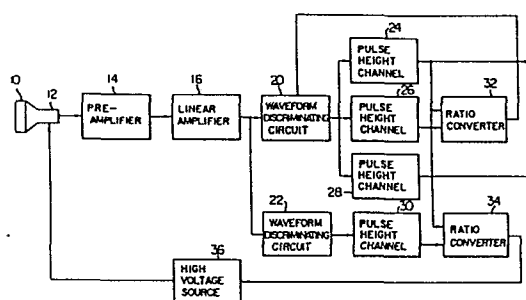 10
12
14
PRE-
AMPLIFIER
16
LINEAR
AMPLIFIER
20
WAVEFORM
DISCRIMINATING
CIRCUIT
22
WAVEFORM
DISCRIMINATING
CIRCUIT
24
PULSE
HEIGHT
CHANNEL
26
PULSE
HEIGHT
CHANNEL
PULSE
HEIGHT
CHANNEL
28
30
PULSE
HEIGHT
CHANNEL
32
RATIO
CONVERTER
34
RATIO
CONVERTER
36
HIGH
VOLTAGE
SOURCE